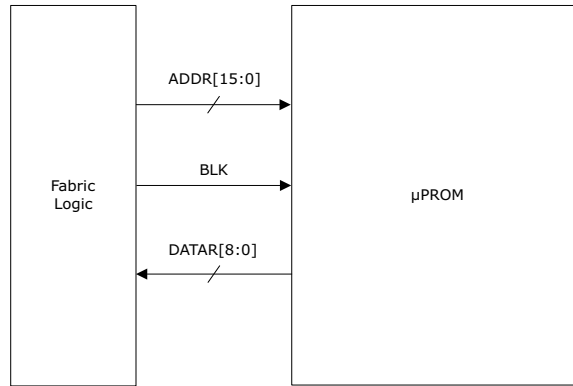 ADDR[15:0]
BLK
Fabric
Logic
µPROM
DATAR[8:0]